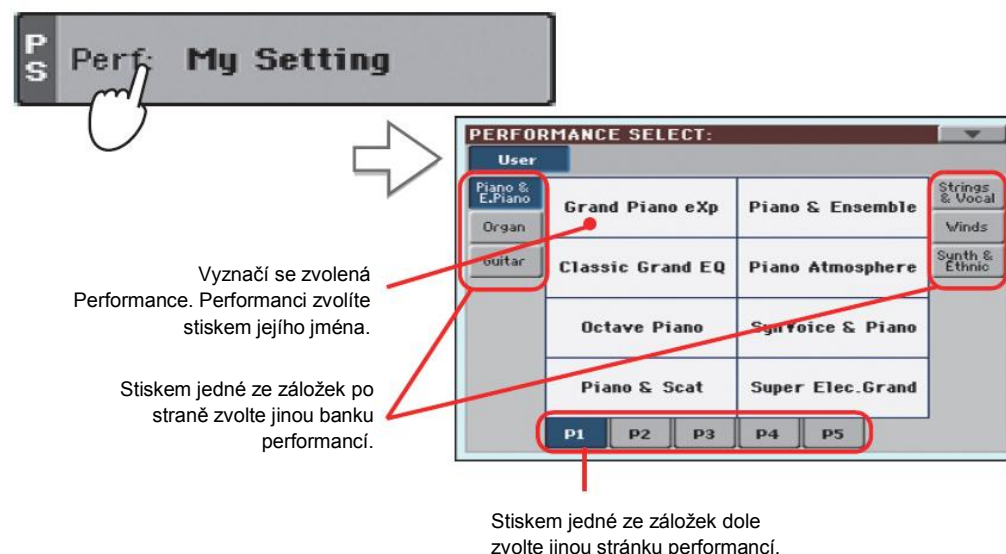 PS
Perf: My Setting
PERFORMANCE SELECT:
User
Piano &
E.Piano
Organ
Guitar
Grand Piano eXp
Piano & Ensemble
Classic Grand EQ
Piano Atmosphere
Octave Piano
SynVoice & Piano
Piano & Scat
Super Elec.Grand
Strings
& Vocal
Winds
Synth &
Ethnic
P1 P2 P3 P4 P5
Vyznačí se zvolená
Performance. Performanci zvolíte
stiskem jejího jména.
Stiskem jedné ze záložek po
straně zvolte jinou banku
performancí.
Stiskem jedné ze záložek dole
zvolte jinou stránku performancí.